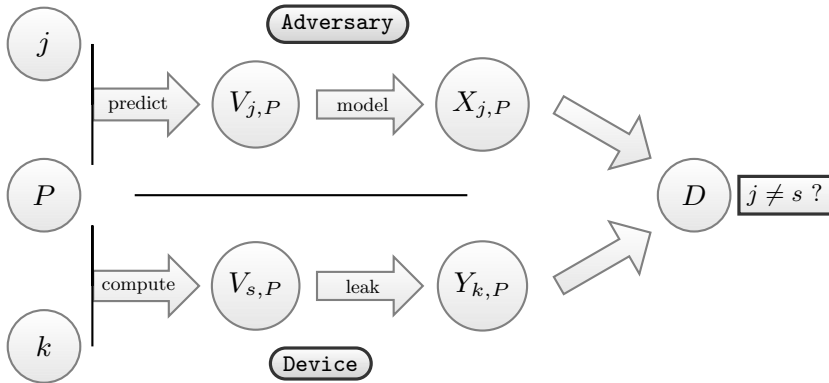 Adversary
j
predict
V_{j,P}
model
X_{j,P}
P
D
j ≠ s ?
compute
V_{s,P}
leak
Y_{k,P}
k
Device